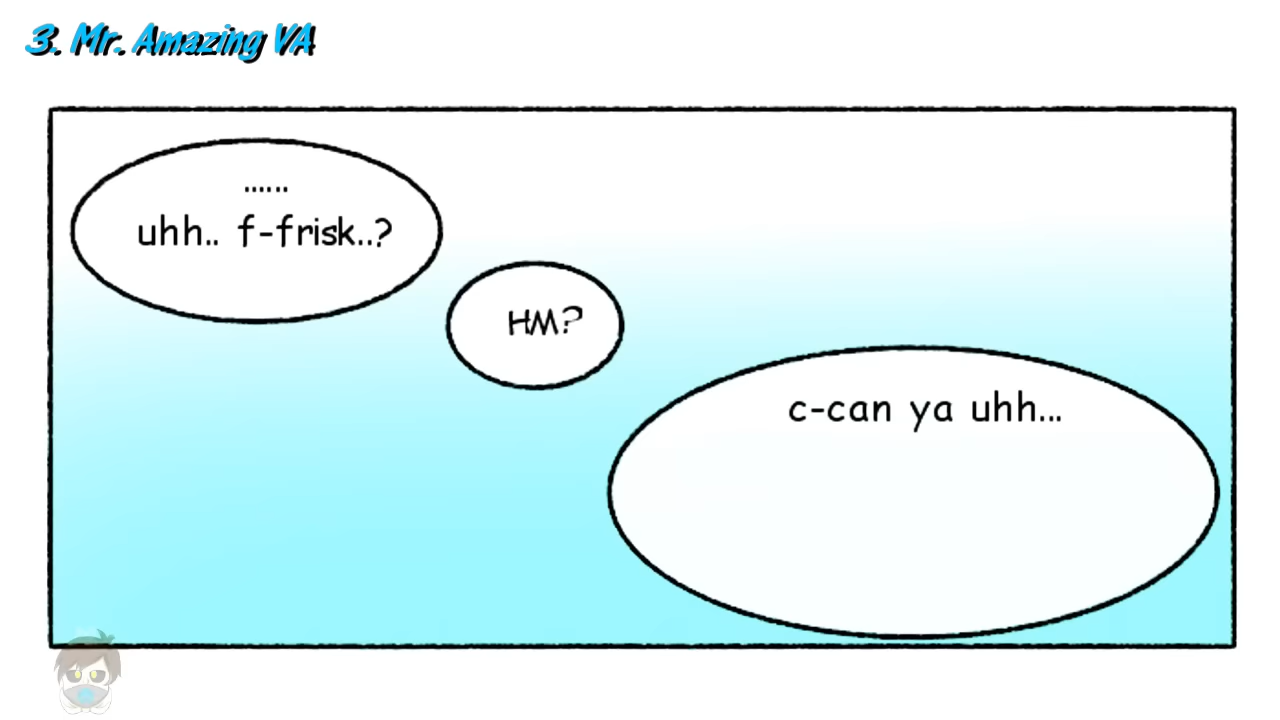 3. Mr. Amazing VA
......
uhh.. f-frisk..?
HM?
c-can ya uhh...